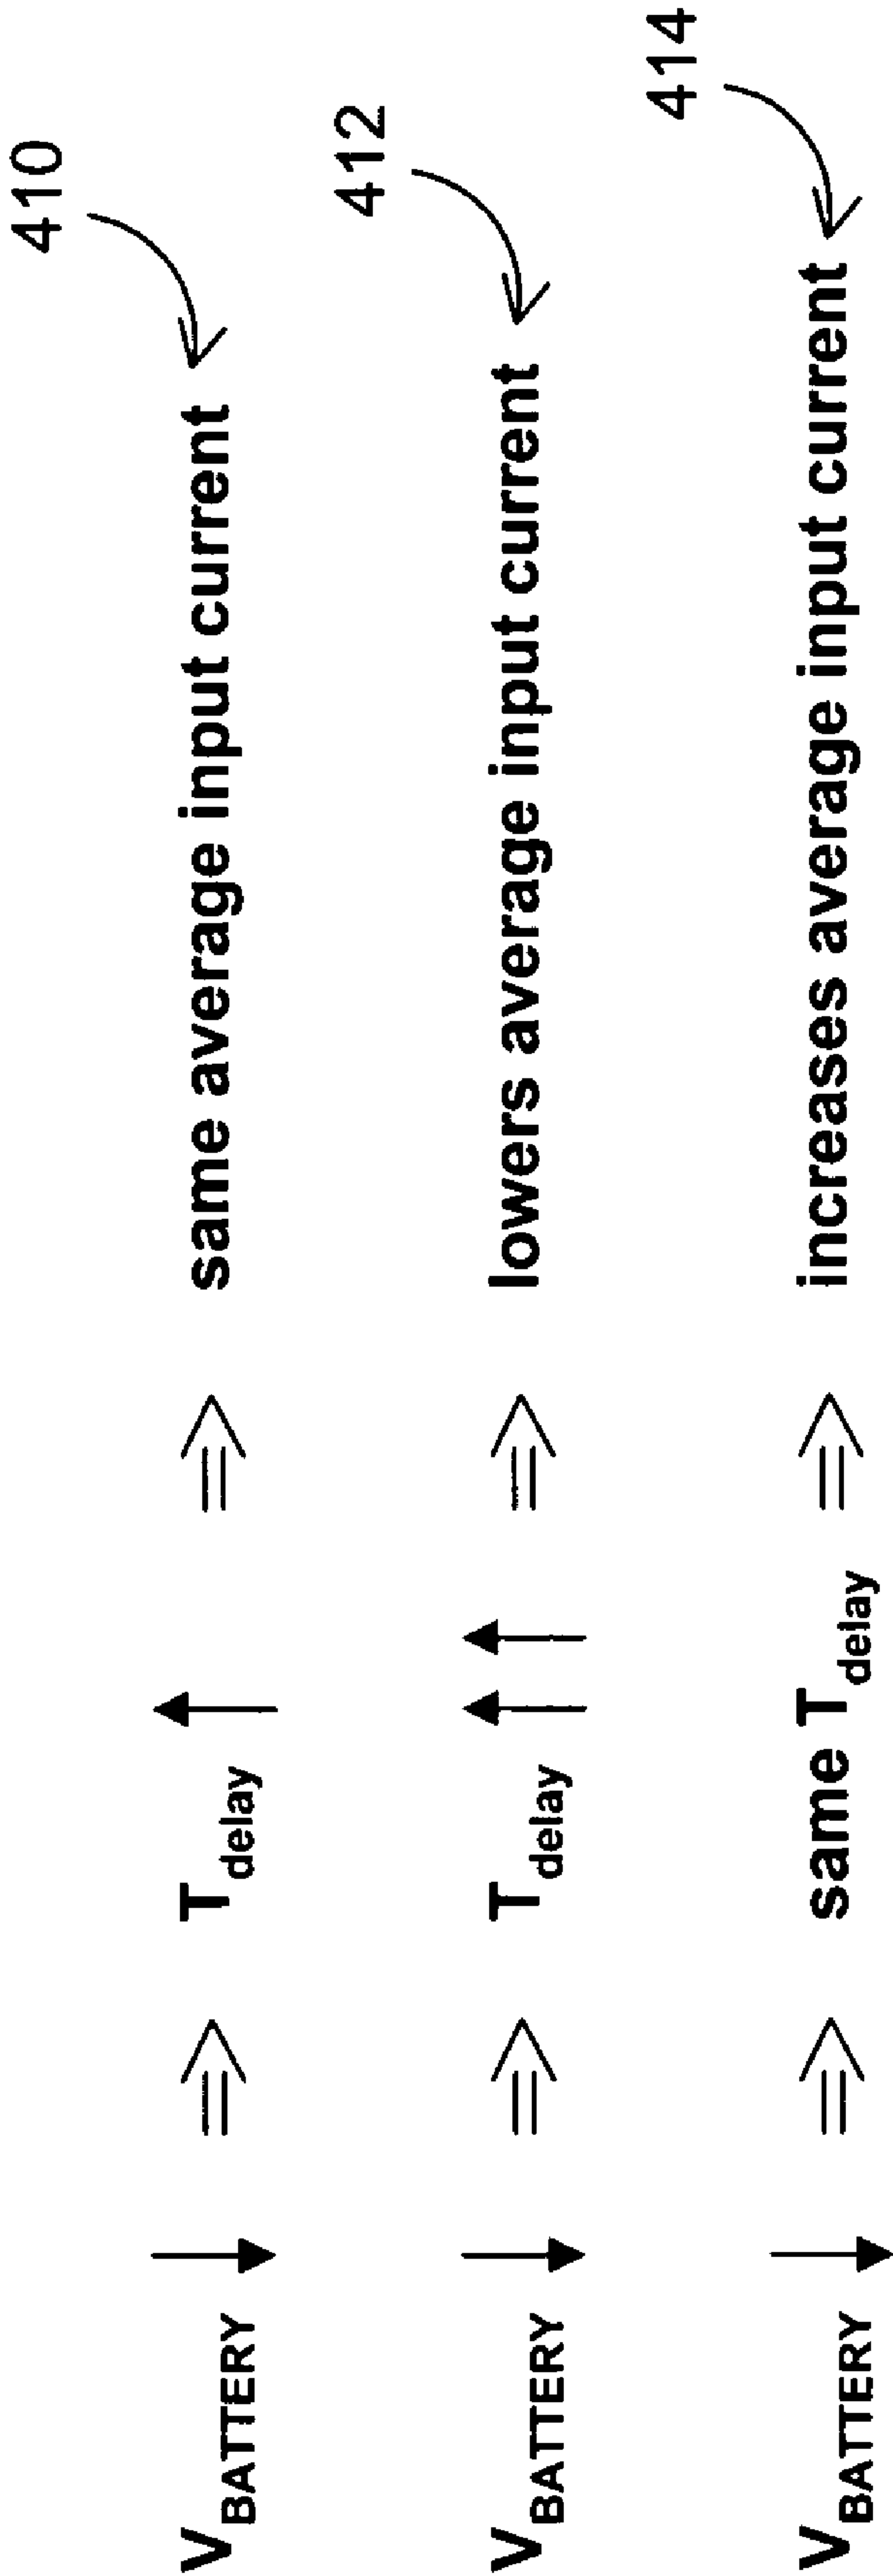 410
V_BATTERY ↓ ⇒ T_delay ↑ ⇒ same average input current
412
V_BATTERY ↓ ⇒ T_delay ↑ ↑ ⇒ lowers average input current
414
V_BATTERY ↓ ⇒ same T_delay ⇒ increases average input current